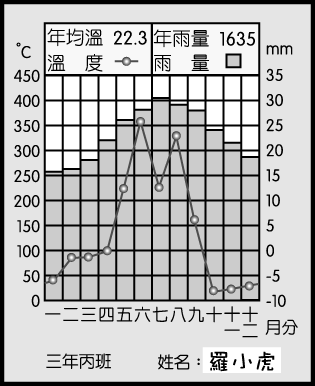 年均溫 22.3 年雨量 1635
溫 度 雨 量
°C mm
450 35
400 30
350 25
300 20
250 15
200 10
150 5
100 0
50 -5
0 -10
一 二 三 四 五 六 七 八 九 十 十一 十二 月分
三年丙班 姓名：羅小虎